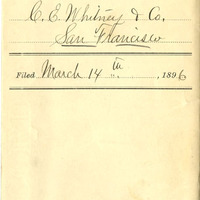 C. E. Whitney & Co.
San Francisco
Filed March 14th, 1896